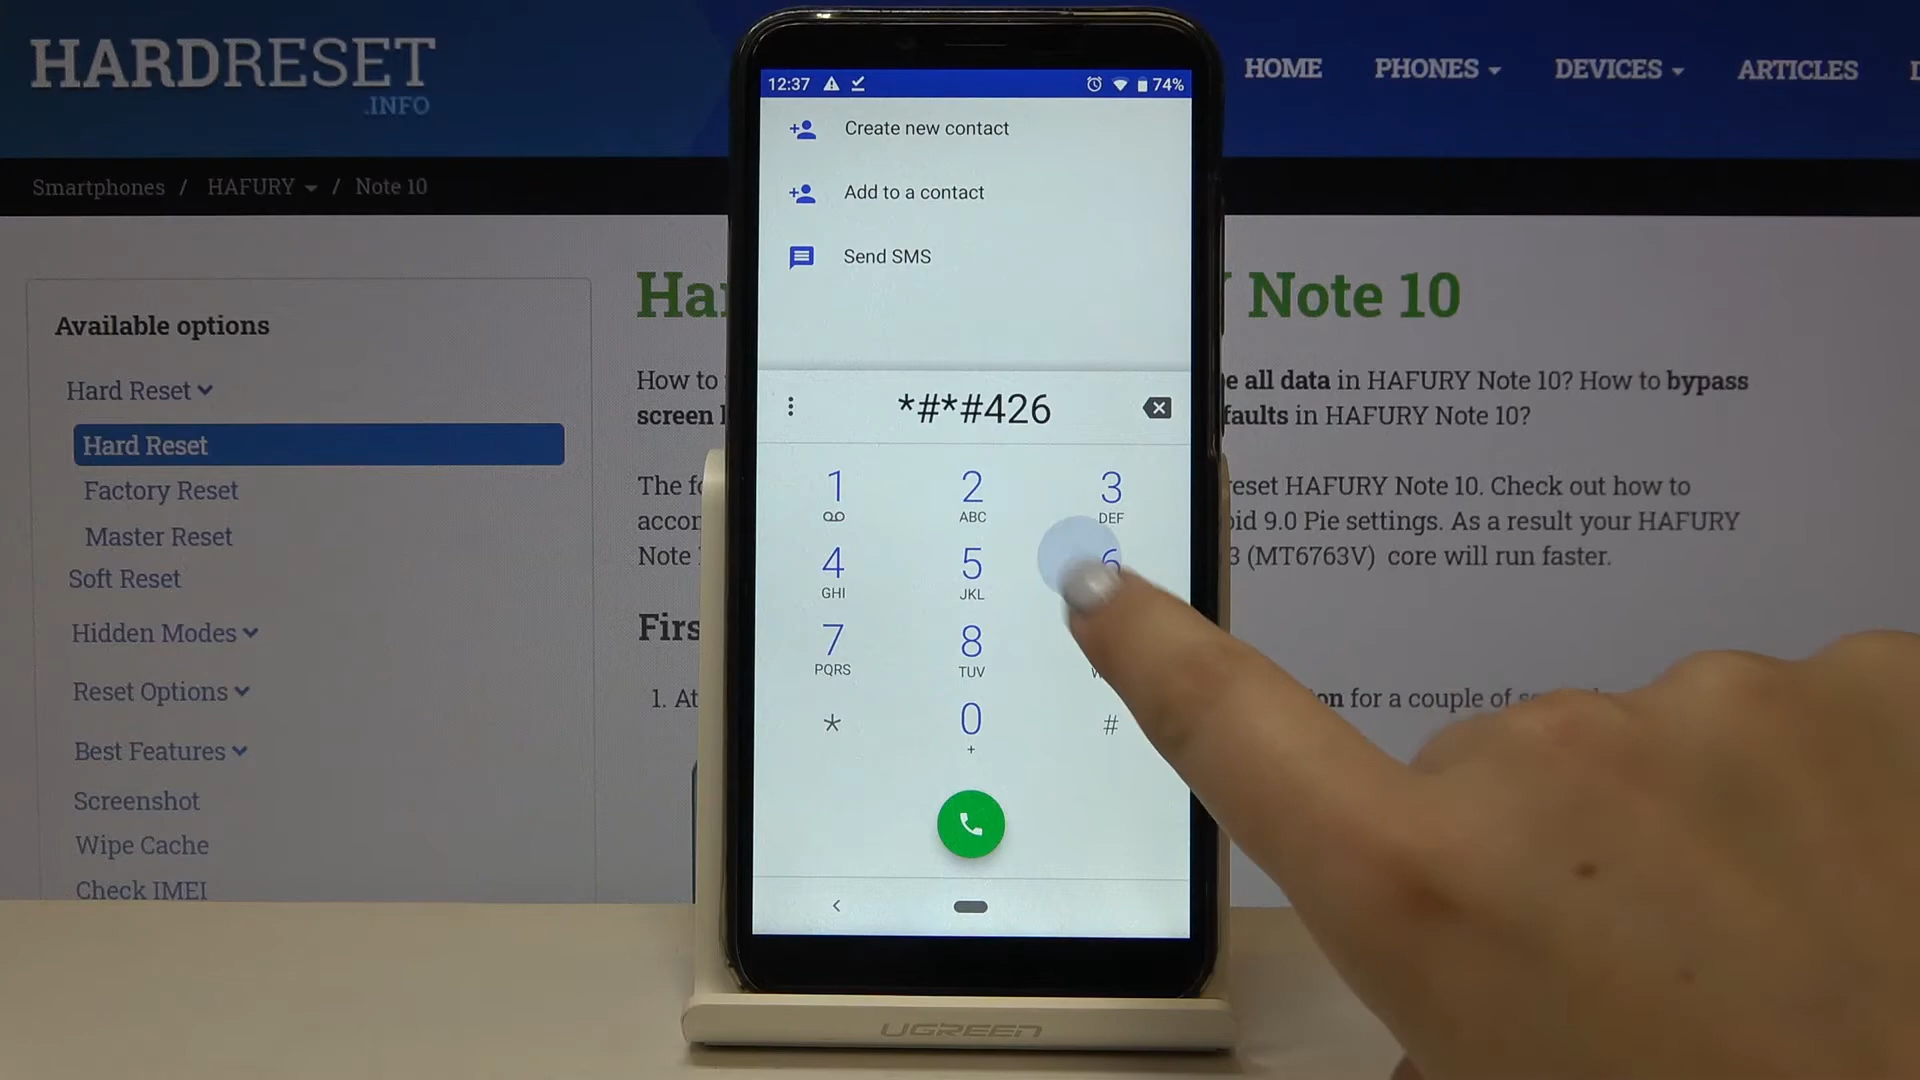 HARDRESET
.INFO
HOME PHONES DEVICES ARTICLES
Smartphones / HAFURY / Note 10
12:37 74%
Create new contact
Add to a contact
Send SMS
*#*#426
1
2 ABC
3 DEF
4 GHI
5 JKL
6
7 PQRS
8 TUV
*
0 +
#
Available options
Hard Reset
Hard Reset
Factory Reset
Master Reset
Soft Reset
Hidden Modes
Reset Options
Best Features
Screenshot
Wipe Cache
Check IMEI
Note 10
How to all data in HAFURY Note 10? How to bypass
screen in HAFURY Note 10?
The reset HAFURY Note 10. Check out how to
9.0 Pie settings. As a result your HAFURY
Note (MT6763V) core will run faster.
1. At for a couple of
UGREEN